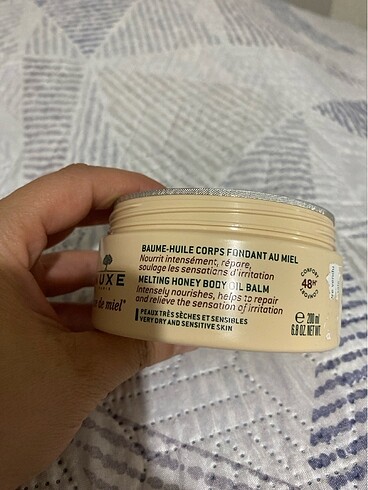 BAUME-HUILE CORPS FONDANT AU MIEL
Nourrit intensément, répare,
soulage les sensations d'irritation
MELTING HONEY BODY OIL BALM
Intensely nourishes, helps to repair
and relieve the sensation of irritation
PEAUX TRÈS SÈCHES ET SENSIBLES
VERY DRY AND SENSITIVE SKIN
UXE
de miel®
CONFORT
48H
COMFORT
e 200 ml
6.8 OZ. NET WT.